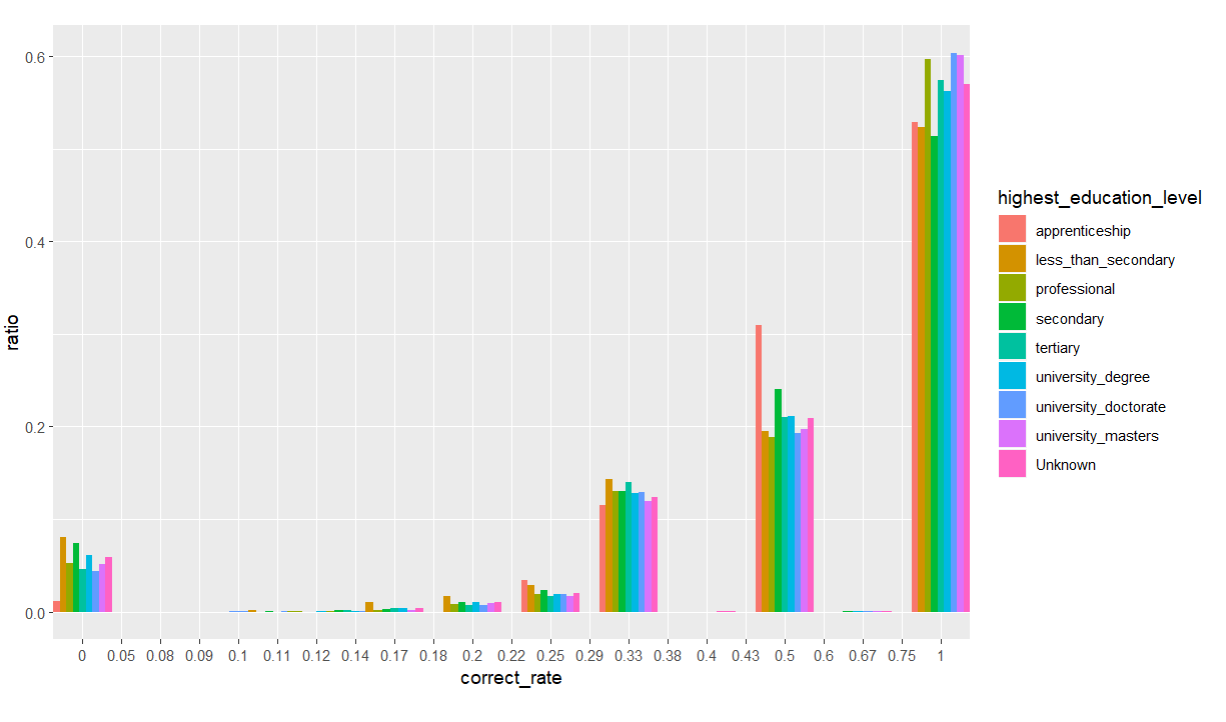 0.6
0.4
0.2
0.0
ratio
0 0.05 0.08 0.09 0.1 0.11 0.12 0.14 0.17 0.18 0.2 0.22 0.25 0.29 0.33 0.38 0.4 0.43 0.5 0.6 0.67 0.75 1
correct_rate
highest_education_level
apprenticeship
less_than_secondary
professional
secondary
tertiary
university_degree
university_doctorate
university_masters
Unknown